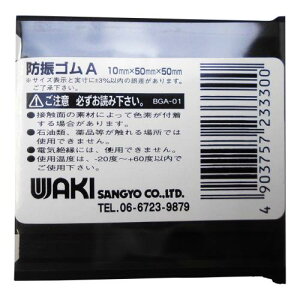 防振ゴムA 10mm×50mm×50mm
※サイズ表示と実寸に±3%以内の誤差があります。
ご了承下さい。
⚠ご注意 必ずお読み下さい。 BGA-01
●接触面の素材によって色素が付着
する場合があります。
●石油類、薬品等が触れる場所では
使用できません。
●電気絶縁には、使用できません。
●使用温度は、-20度～+60度以内で
ご使用下さい。
WAKI SANGYO CO.,LTD.
TEL.06-6723-9879
4903757233300